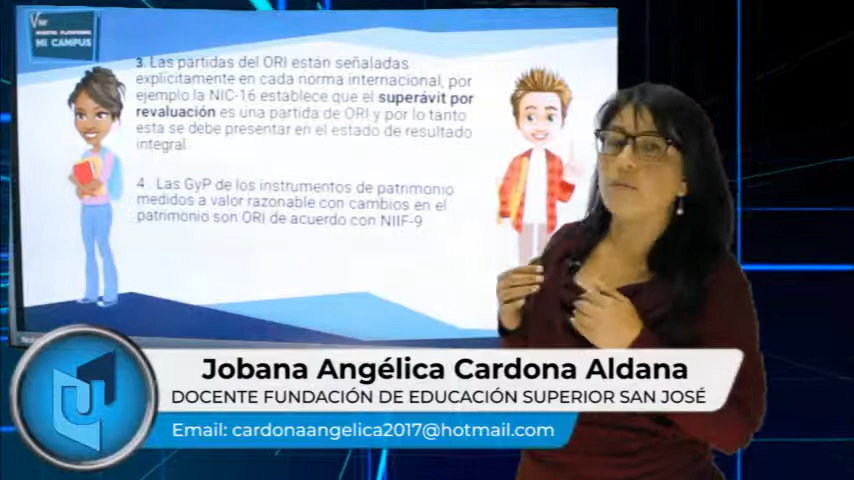 MI CAMPUS
3. Las partidas del ORI están señaladas
explícitamente en cada norma internacional, por
ejemplo la NIC-16 establece que el superávit por
revaluación es una partida de ORI y por lo tanto
esta se debe presentar en el estado de resultado
integral
4. Las GyP de los instrumentos de patrimonio
medidos a valor razonable con cambios en el
patrimonio son ORI de acuerdo con NIIF-9
Jobana Angélica Cardona Aldana
DOCENTE FUNDACIÓN DE EDUCACIÓN SUPERIOR SAN JOSÉ
Email: cardonaangelica2017@hotmail.com